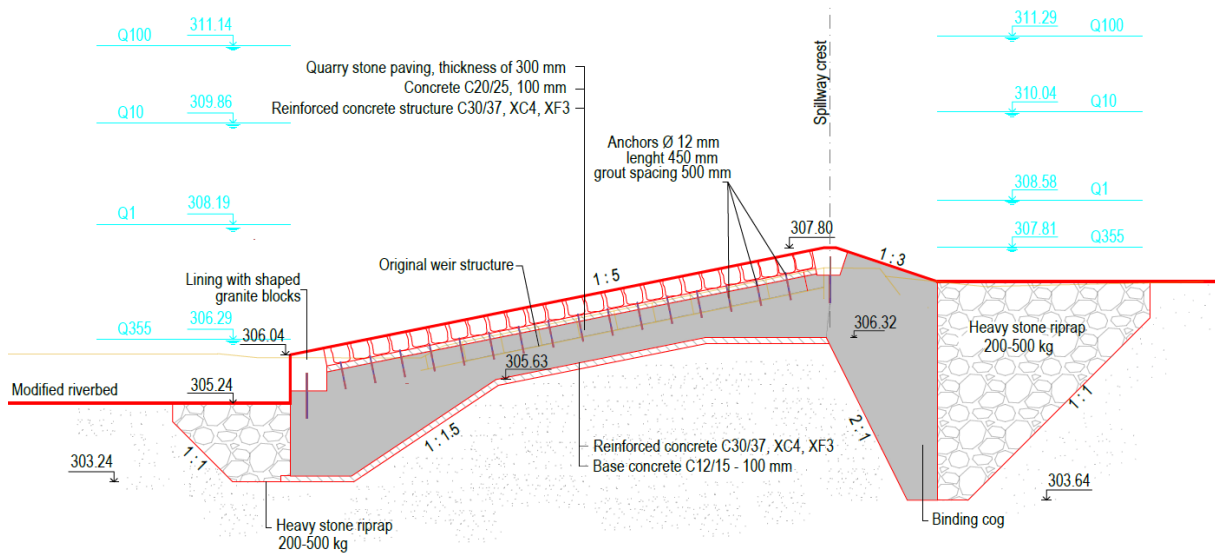 Q100
311.14
Q10
309.86
Q1
308.19
Q355
306.29
Quarry stone paving, thickness of 300 mm
Concrete C20/25, 100 mm
Reinforced concrete structure C30/37, XC4, XF3
Anchors Ø 12 mm
lenght 450 mm
grout spacing 500 mm
Spillway crest
311.29
Q100
310.04
Q10
308.58
Q1
307.81
Q355
307.80
1 : 3
Original weir structure
1 : 5
Lining with shaped
granite blocks
306.04
305.63
306.32
Heavy stone riprap
200-500 kg
Modified riverbed
305.24
1 : 1
1 : 1.5
2 : 1
1 : 1
303.24
Reinforced concrete C30/37, XC4, XF3
Base concrete C12/15 - 100 mm
303.64
Heavy stone riprap
200-500 kg
Binding cog